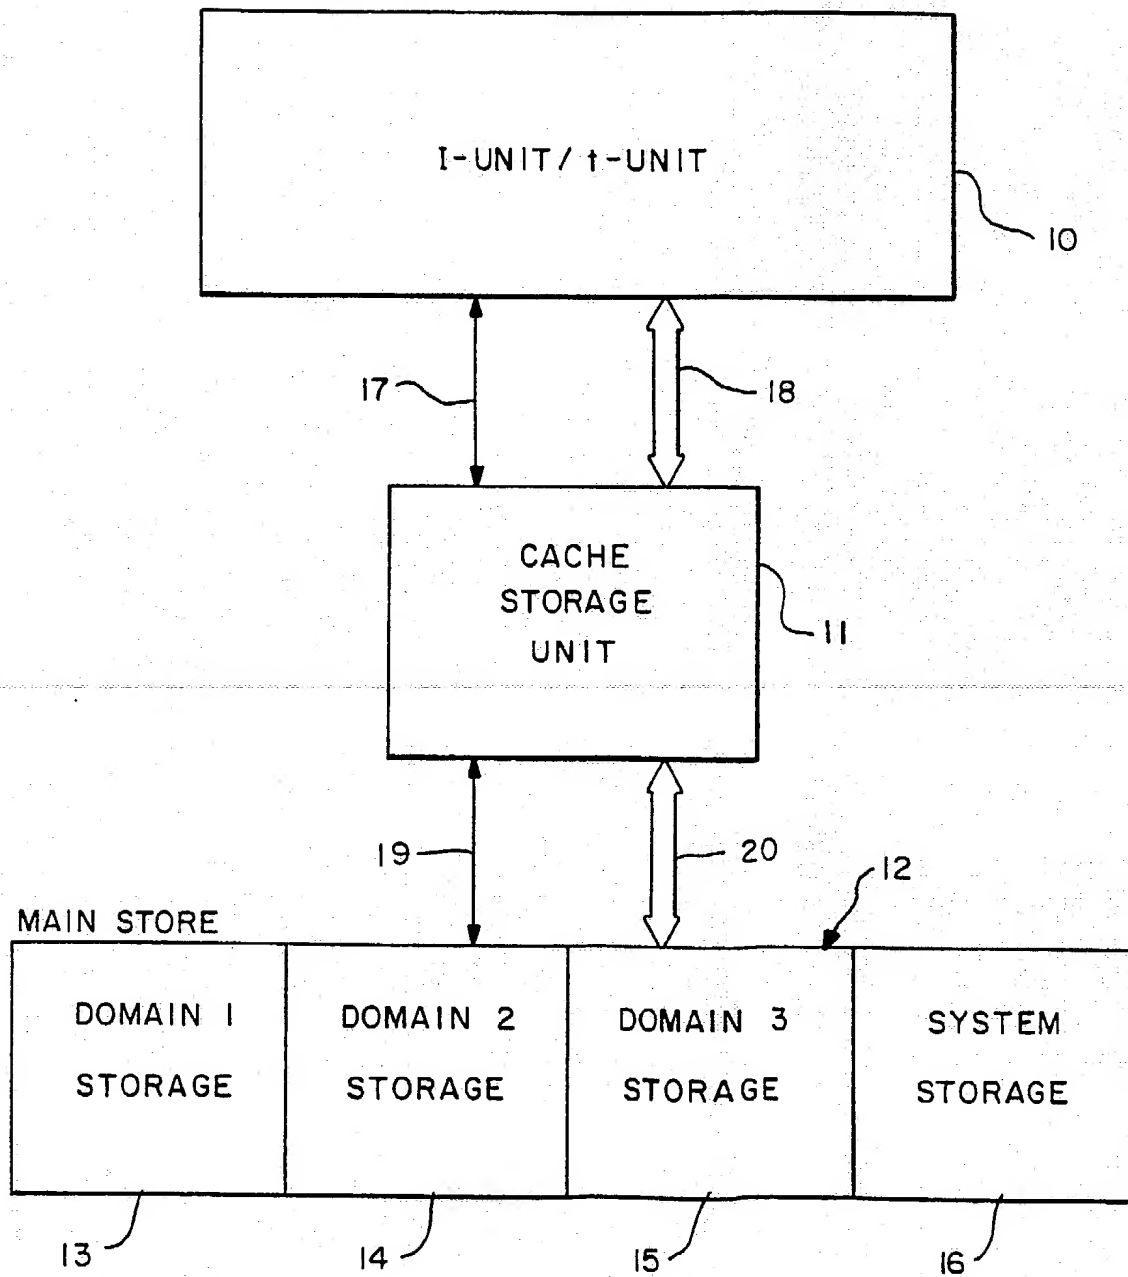 I-UNIT/ t-UNIT
10
17
18
CACHE
STORAGE
UNIT
11
19
20
12
MAIN STORE
DOMAIN 1
STORAGE
DOMAIN 2
STORAGE
DOMAIN 3
STORAGE
SYSTEM
STORAGE
13
14
15
16